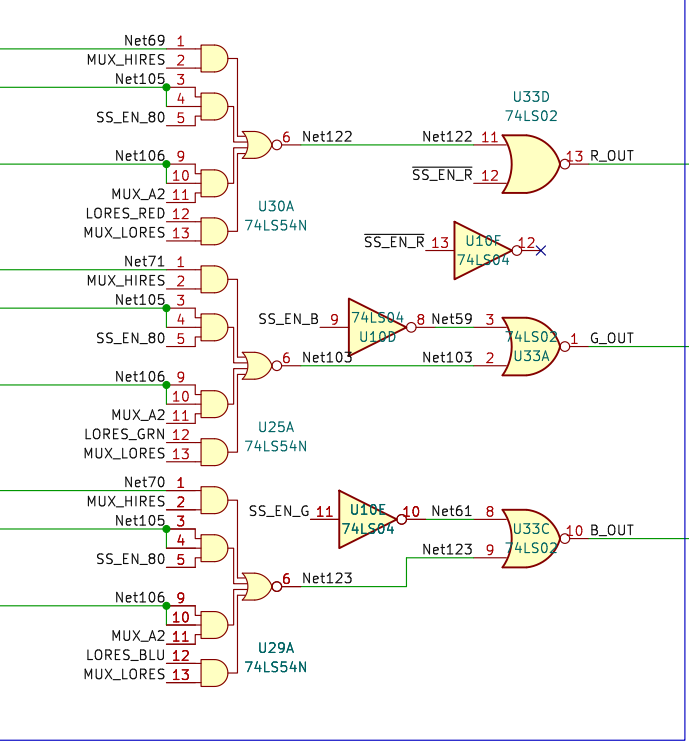 Net69 1
MUX_HIRES 2
Net105 3
4
SS_EN_80 5
6 Net122
Net106 9
10
MUX_A2 11
LORES_RED 12
MUX_LORES 13
U30A
74LS54N
U33D
74LS02
Net122 11
SS_EN_R 12
13 R_OUT
SS_EN_R 13
U10F
74LS04
12
Net71 1
MUX_HIRES 2
Net105 3
4
SS_EN_80 5
6 Net103
Net106 9
10
MUX_A2 11
LORES_GRN 12
MUX_LORES 13
U25A
74LS54N
SS_EN_B 9
74LS04
U10D
8 Net59 3
Net103 2
74LS02
U33A
1 G_OUT
Net70 1
MUX_HIRES 2
Net105 3
4
SS_EN_80 5
6 Net123
Net106 9
10
MUX_A2 11
LORES_BLU 12
MUX_LORES 13
U29A
74LS54N
SS_EN_G 11
U10E
74LS04
10 Net61 8
Net123 9
U33C
74LS02
10 B_OUT